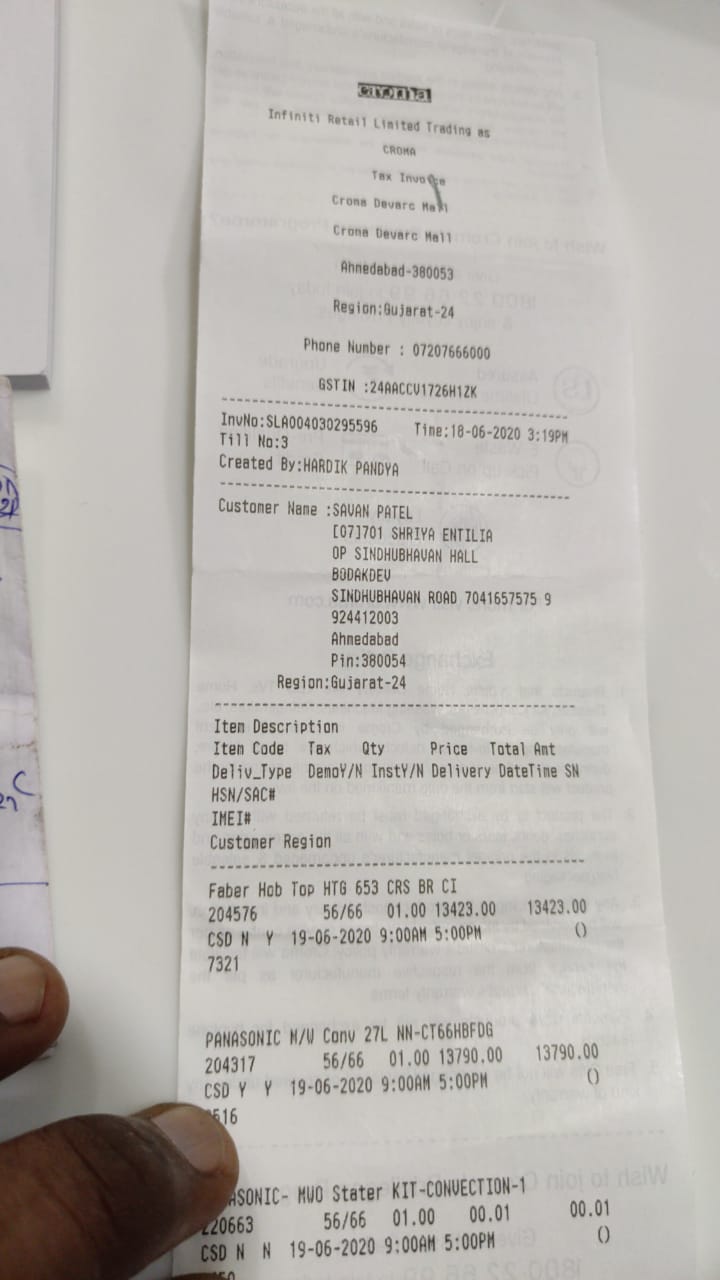 croma
Infiniti Retail Limited Trading as
CROMA
Tax Invoice
Croma Devarc Mall
Croma Devarc Mall
Ahmedabad-380053
Region:Gujarat-24
Phone Number : 07207666000
GSTIN :24AACCV1726H1ZK
InvNo:SLA004030295596 Time:18-06-2020 3:19PM
Till No:3
Created By:HARDIK PANDYA
Customer Name :SAVAN PATEL
[07]701 SHRIYA ENTILIA
OP SINDHUBHAVAN HALL
BODAKDEV
SINDHUBHAVAN ROAD 7041657575 9
924412003
Ahmedabad
Pin:380054
Region:Gujarat-24
Item Description
Item Code Tax Qty Price Total Amt
Deliv_Type DemoY/N InstY/N Delivery DateTime SN
HSN/SAC#
IMEI#
Customer Region
Faber Hob Top HTG 653 CRS BR CI
204576 56/66 01.00 13423.00 13423.00
CSD N Y 19-06-2020 9:00AM 5:00PM ()
7321
PANASONIC M/W Conv 27L NN-CT66HBFDG
204317 56/66 01.00 13790.00 13790.00
CSD Y Y 19-06-2020 9:00AM 5:00PM ()
516
ASONIC- MWO Stater KIT-CONVECTION-1
220663 56/66 01.00 00.01 00.01
CSD N N 19-06-2020 9:00AM 5:00PM ()